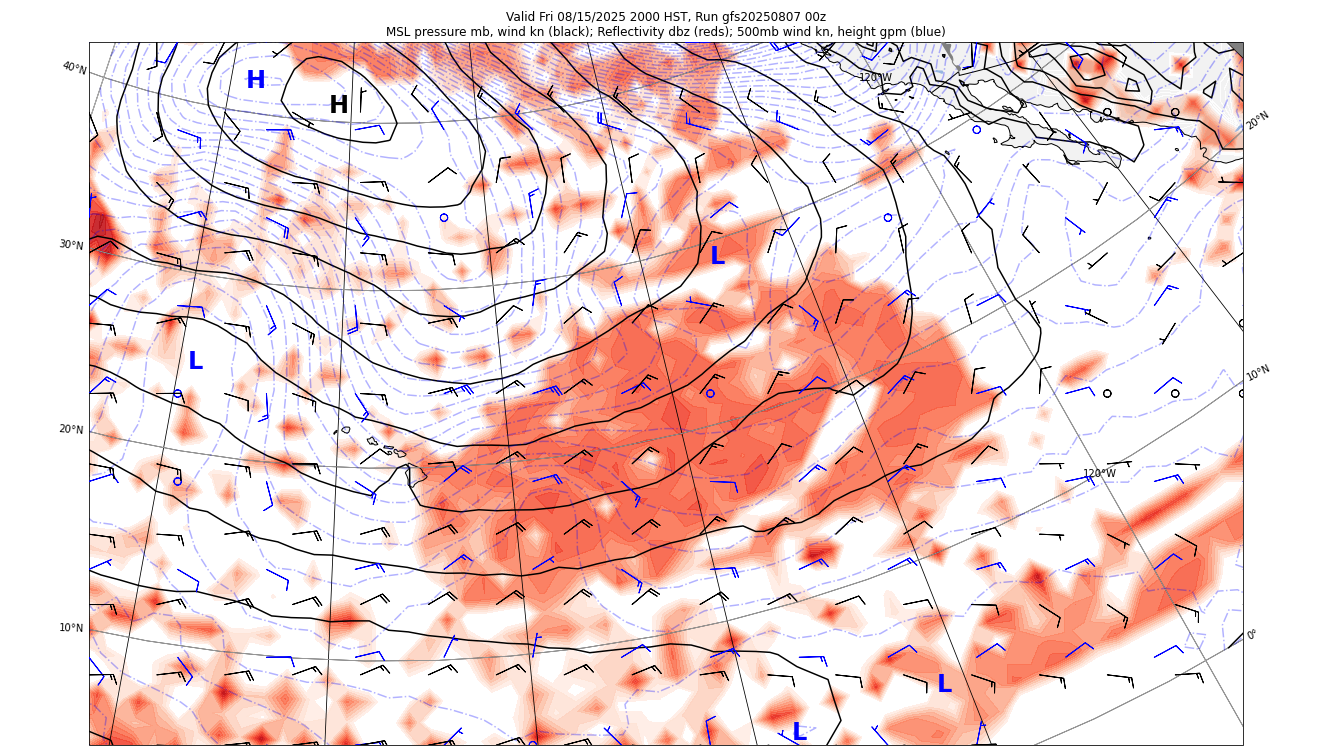 Valid Fri 08/15/2025 2000 HST, Run gfs20250807 00z
MSL pressure mb, wind kn (black); Reflectivity dbz (reds); 500mb wind kn, height gpm (blue)
40°N
H
H
120°W
20°N
30°N
L
L
10°N
20°N
120°W
10°N
0°
L
L